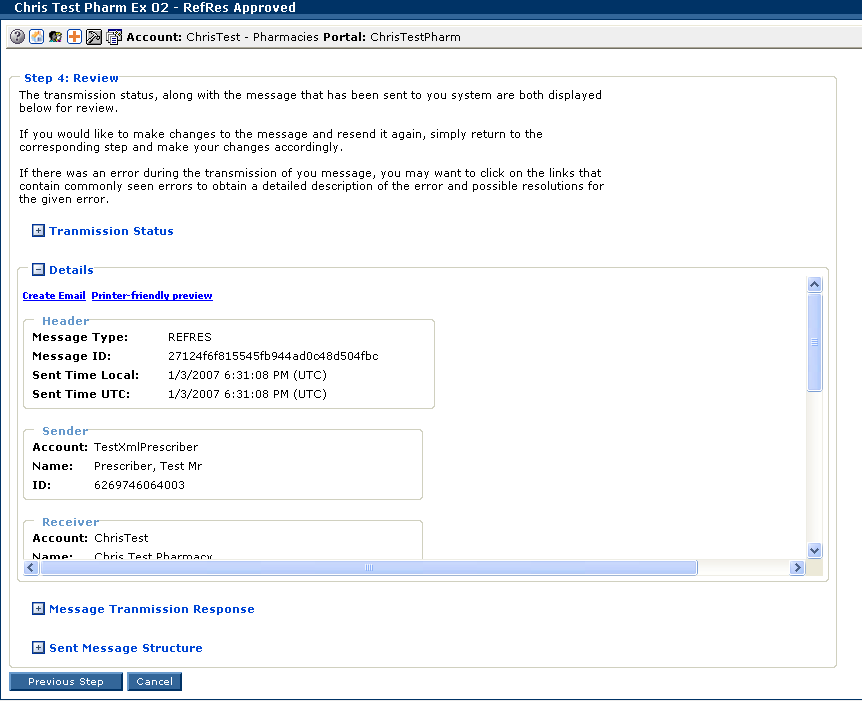 Chris Test Pharm Ex 02 - RefRes Approved
Account: ChrisTest - Pharmacies Portal: ChrisTestPharm
Step 4: Review
The transmission status, along with the message that has been sent to you system are both displayed
below for review.
If you would like to make changes to the message and resend it again, simply return to the
corresponding step and make your changes accordingly.
If there was an error during the transmission of you message, you may want to click on the links that
contain commonly seen errors to obtain a detailed description of the error and possible resolutions for
the given error.
Tranmission Status
Details
Create Email Printer-friendly preview
Header
Message Type: REFRES
Message ID: 27124f6f815545fb944ad0c48d504fbc
Sent Time Local: 1/3/2007 6:31:08 PM (UTC)
Sent Time UTC: 1/3/2007 6:31:08 PM (UTC)
Sender
Account: TestXmlPrescriber
Name: Prescriber, Test Mr
ID: 6269746064003
Receiver
Account: ChrisTest
Name: Chris Test Pharmacy
Message Tranmission Response
Sent Message Structure
Previous Step Cancel